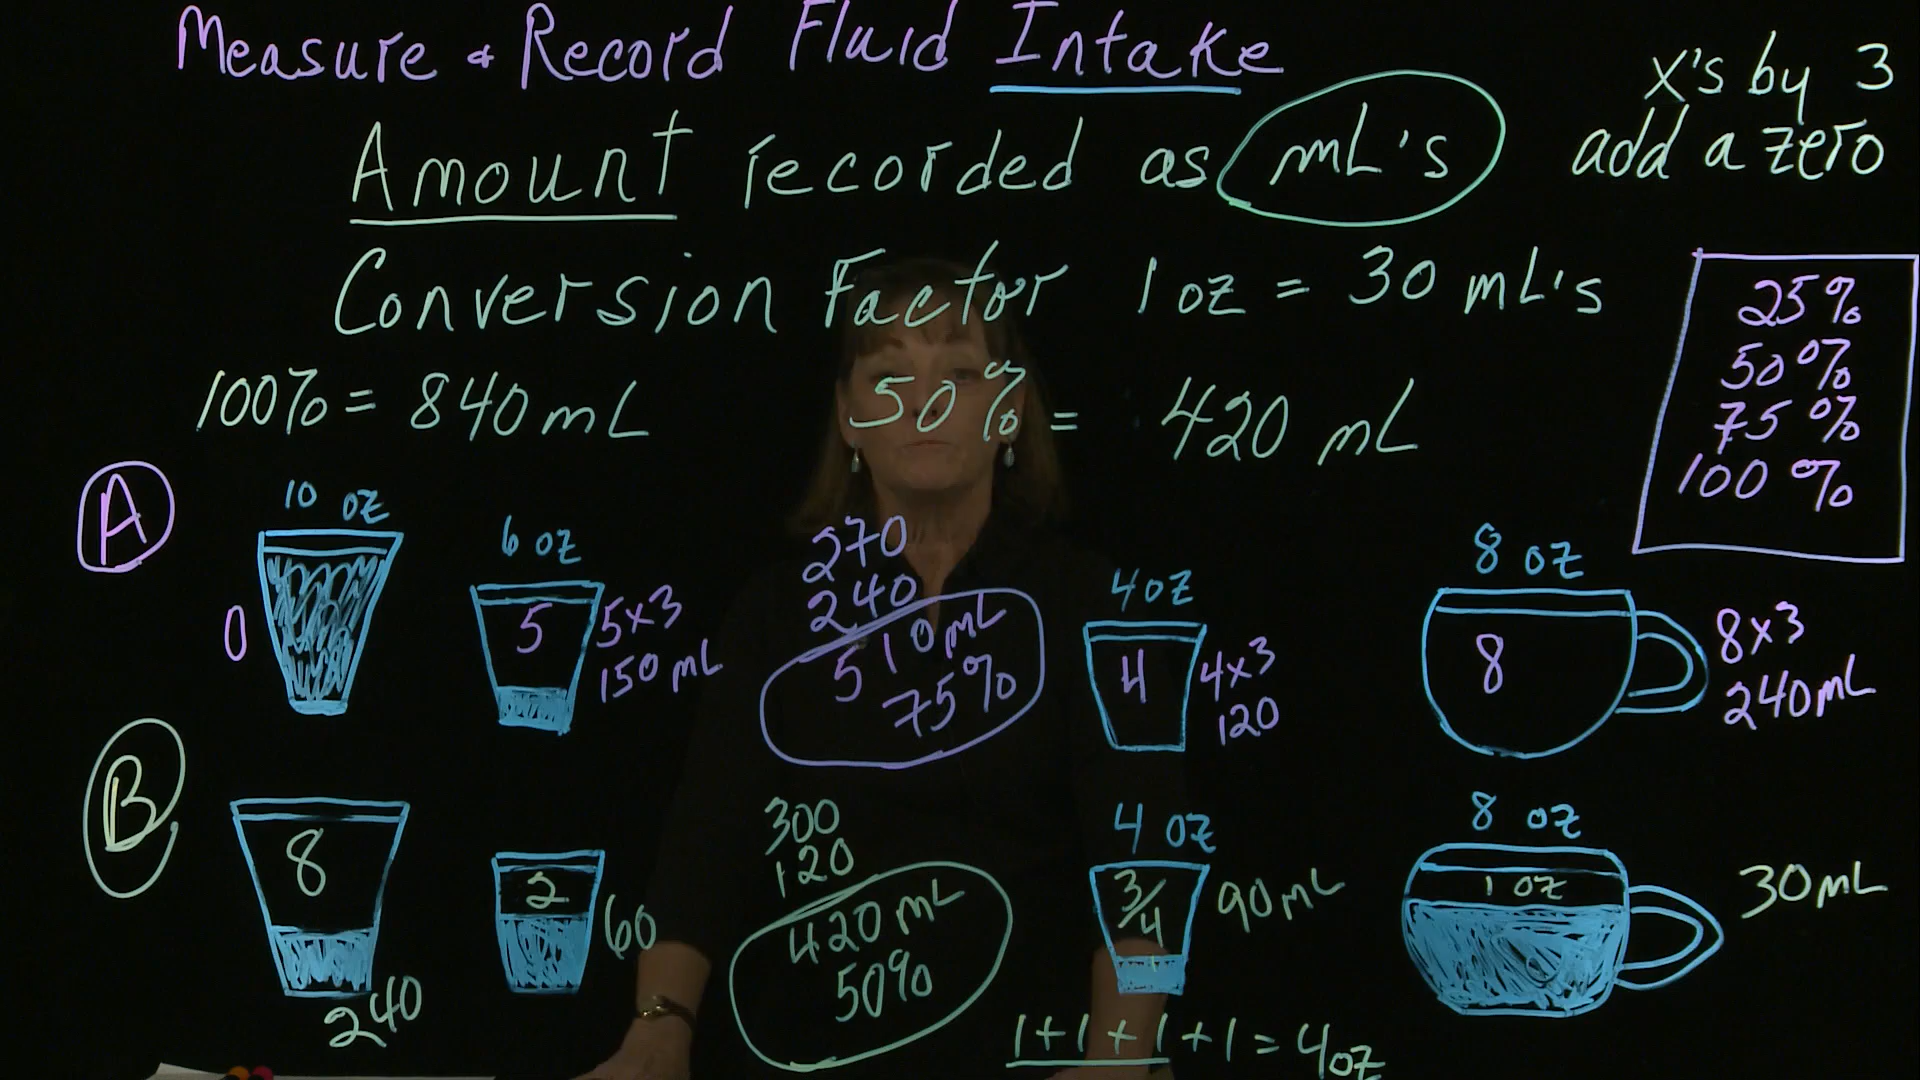 Measure + Record Fluid Intake
x's by 3
add a zero
Amount recorded as mL's
Conversion Factor 1 oz = 30 mL's
25%
50%
75%
100%
100% = 840 mL
50% = 420 mL
A
10 oz
0
6 oz
5
5x3
150 mL
270
240
510 mL
75%
4 oz
4
4x3
120
8 oz
8
8x3
240 mL
B
8
240
2
60
300
120
420 mL
50%
4 oz
3/4
90 mL
8 oz
1 oz
30 mL
1+1+1+1 = 4 oz